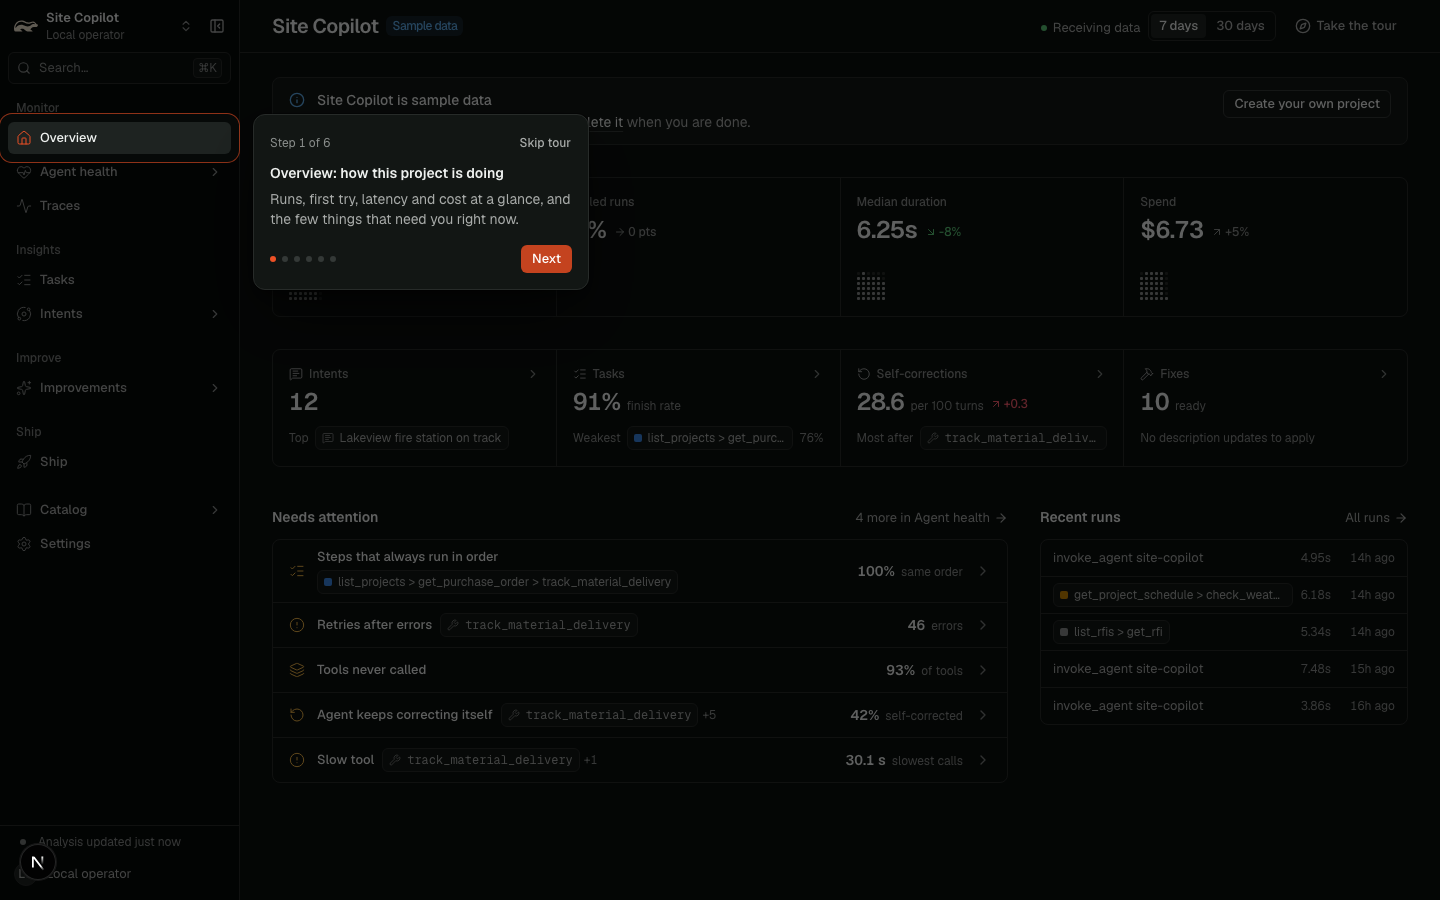 Site Copilot
Local operator
Search...
⌘K
Monitor
Overview
Agent health
Traces
Insights
Tasks
Intents
Improve
Improvements
Ship
Ship
Catalog
Settings
Analysis updated just now
Local operator
Site Copilot
Sample data
Receiving data
7 days
30 days
Take the tour
Site Copilot is sample data
lete it when you are done.
Create your own project
Step 1 of 6
Skip tour
Overview: how this project is doing
Runs, first try, latency and cost at a glance, and
the few things that need you right now.
Next
led runs
% → 0 pts
Median duration
6.25s ↘ -8%
Spend
$6.73 ↗ +5%
Intents
12
Top Lakeview fire station on track
Tasks
91% finish rate
Weakest list_projects > get_purc... 76%
Self-corrections
28.6 per 100 turns ↗ +0.3
Most after track_material_deliv...
Fixes
10 ready
No description updates to apply
Needs attention
4 more in Agent health →
Steps that always run in order
list_projects > get_purchase_order > track_material_delivery
100% same order
Retries after errors track_material_delivery
46 errors
Tools never called
93% of tools
Agent keeps correcting itself track_material_delivery +5
42% self-corrected
Slow tool track_material_delivery +1
30.1 s slowest calls
Recent runs
All runs →
invoke_agent site-copilot 4.95s 14h ago
get_project_schedule > check_weat... 6.18s 14h ago
list_rfis > get_rfi 5.34s 14h ago
invoke_agent site-copilot 7.48s 15h ago
invoke_agent site-copilot 3.86s 16h ago